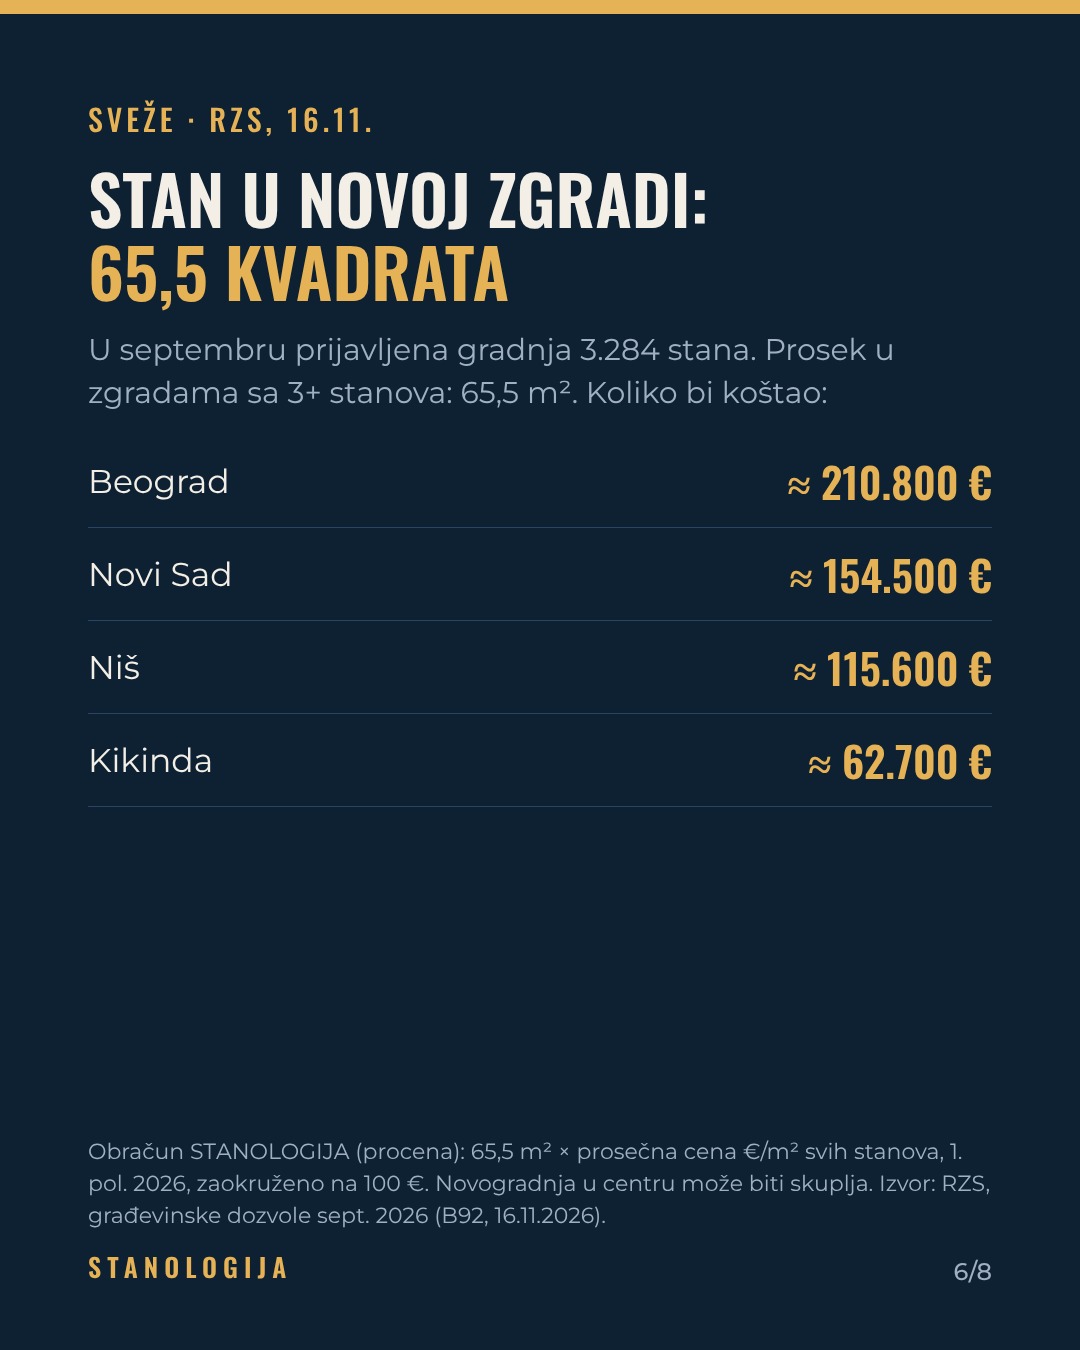 SVEŽE · RZS, 16.11.
STAN U NOVOJ ZGRADI:
65,5 KVADRATA
U septembru prijavljena gradnja 3.284 stana. Prosek u
zgradama sa 3+ stanova: 65,5 m². Koliko bi koštao:
Beograd ≈ 210.800 €
Novi Sad ≈ 154.500 €
Niš ≈ 115.600 €
Kikinda ≈ 62.700 €
Obračun STANOLOGIJA (procena): 65,5 m² × prosečna cena €/m² svih stanova, 1.
pol. 2026, zaokruženo na 100 €. Novogradnja u centru može biti skuplja. Izvor: RZS,
građevinske dozvole sept. 2026 (B92, 16.11.2026).
STANOLOGIJA 6/8